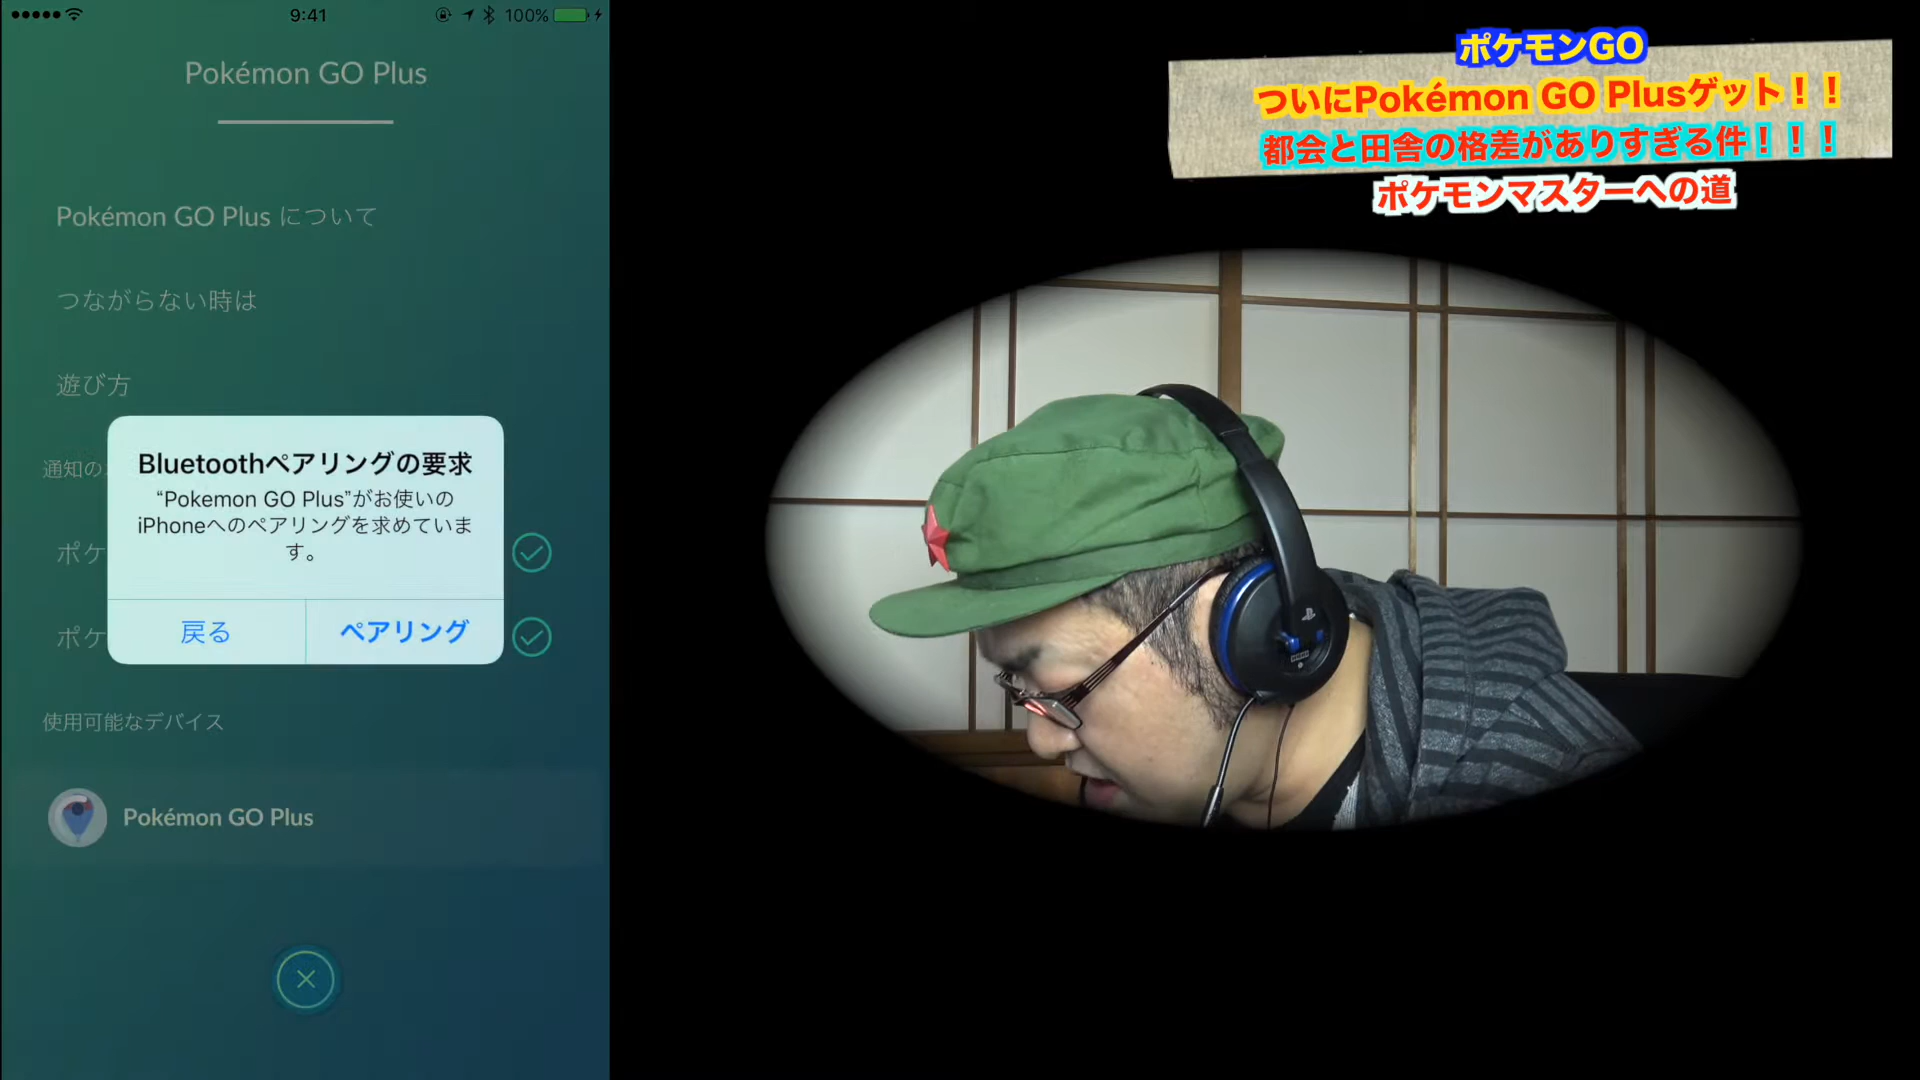 9:41
100%
Pokémon GO Plus
Pokémon GO Plus について
つながらない時は
遊び方
通知の
ポケ
ポケ
Bluetoothペアリングの要求
“Pokemon GO Plus”がお使いの
iPhoneへのペアリングを求めていま
す。
戻る
ペアリング
使用可能なデバイス
Pokémon GO Plus
ポケモンGO
ついにPokémon GO Plusゲット！！
都会と田舎の格差がありすぎる件！！！
ポケモンマスターへの道